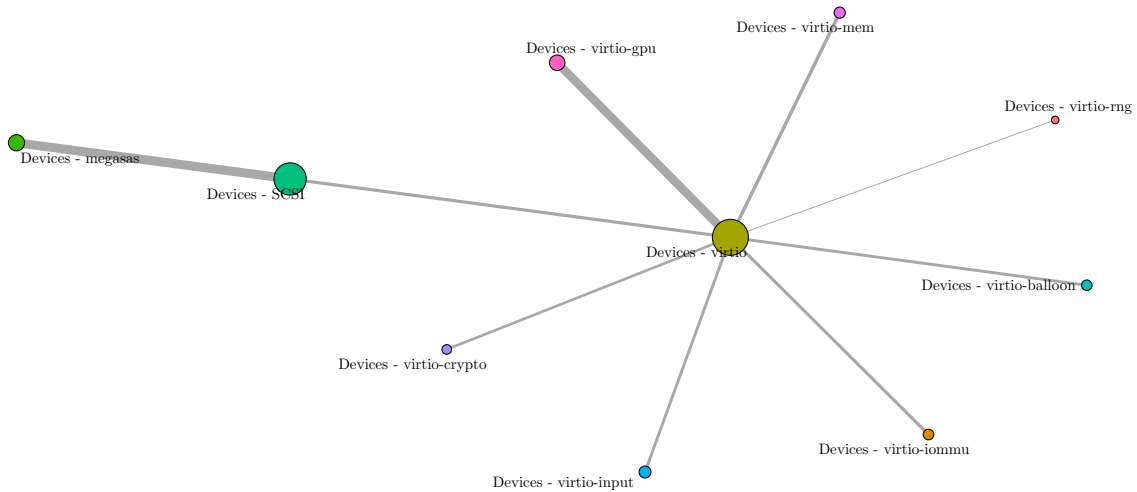 Devices - virtio-mem
Devices - virtio-gpu
Devices - virtio-rng
Devices - megasas
Devices - SCSI
Devices - virtio
Devices - virtio-balloon
Devices - virtio-crypto
Devices - virtio-iommu
Devices - virtio-input